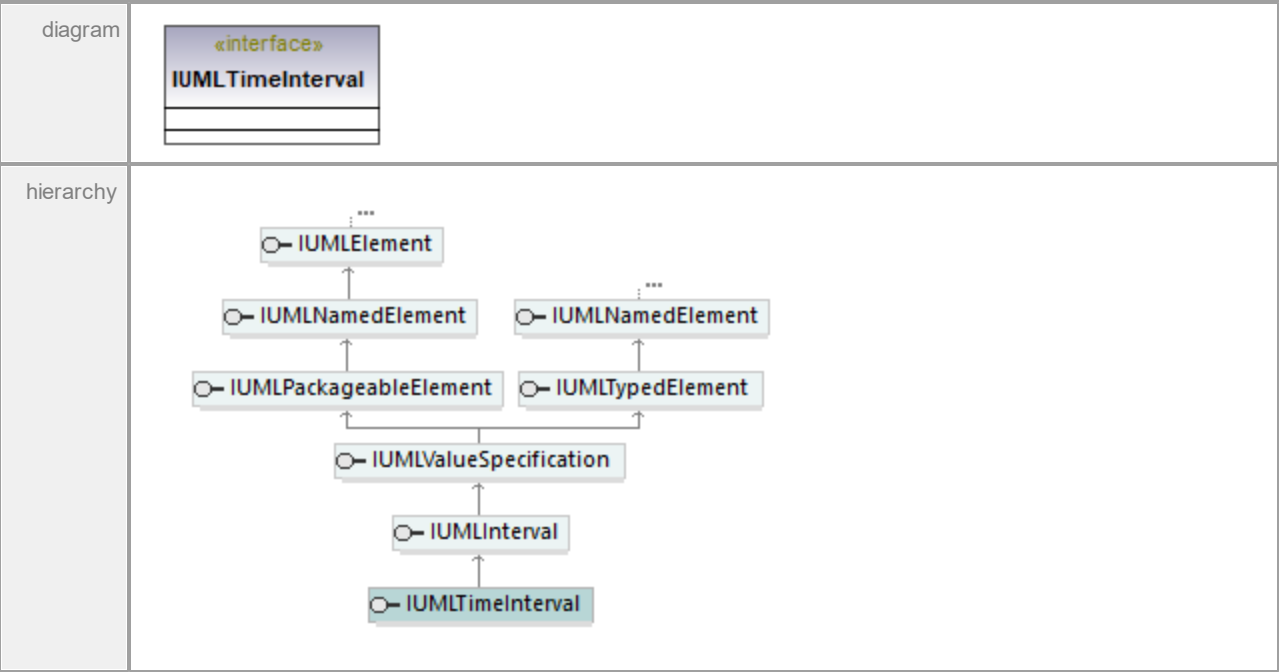 diagram
«interface»
IUMLTimeInterval
hierarchy
...
IUMLElement
...
IUMLNamedElement
IUMLNamedElement
IUMLPackageableElement
IUMLTypedElement
IUMLValueSpecification
IUMLInterval
IUMLTimeInterval